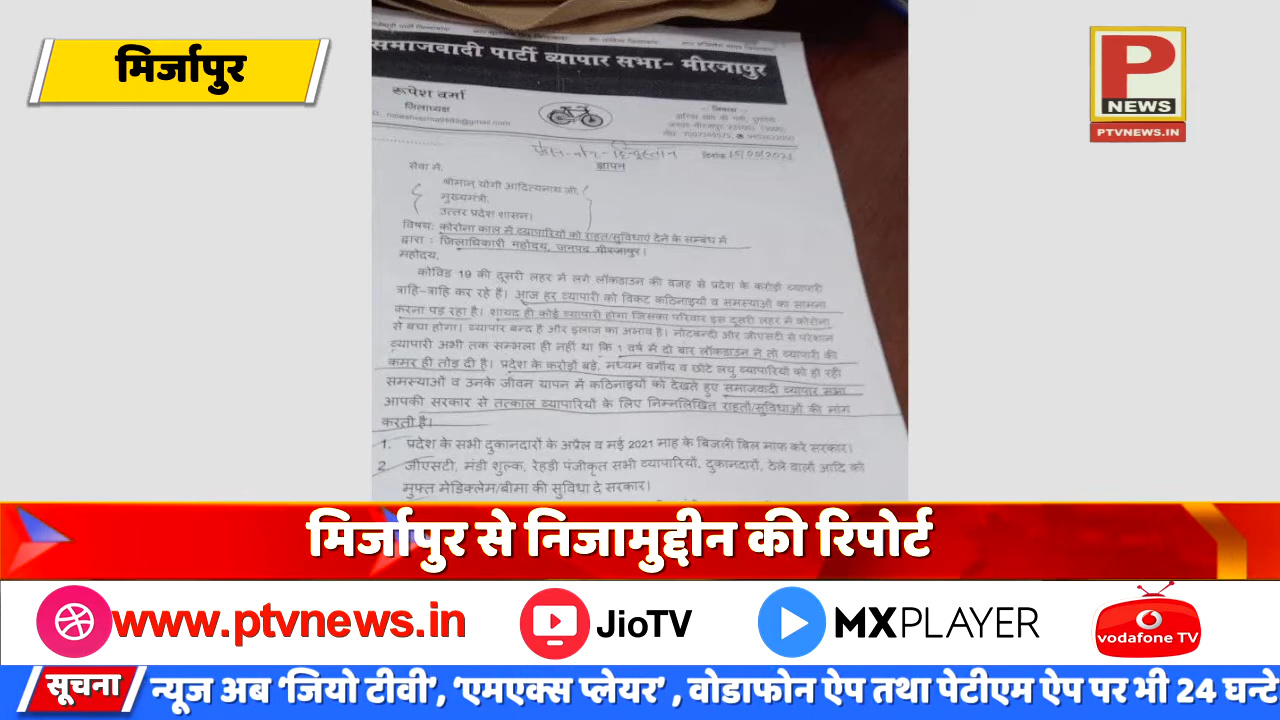 मिर्जापुर
P
NEWS
PTVNEWS.IN
समाजवादी पार्टी व्यापार सभा- मीरजापुर
रूपेश वर्मा
जिलाध्यक्ष
ज्ञापन
सेवा में,
श्रीमान् योगी आदित्यनाथ जी,
मुख्यमंत्री,
उत्तर प्रदेश शासन।
विषय: कोरोना काल में व्यापारियों को राहत/सुविधाएं देने के सम्बंध में
द्वारा : जिलाधिकारी महोदय, जनपद मीरजापुर।
महोदय,
कोविड 19 की दूसरी लहर में लगे लॉकडाउन की वजह से प्रदेश के करोड़ों व्यापारी
त्राहि-त्राहि कर रहे हैं। आज हर व्यापारी को विकट कठिनाइयों व समस्याओं का सामना
करना पड़ रहा है। शायद ही कोई व्यापारी होगा जिसका परिवार इस दूसरी लहर में कोरोना
से बचा होगा। व्यापार बन्द है और इलाज का अभाव है। नोटबन्दी और जीएसटी से परेशान
व्यापारी अभी तक सम्भला ही नहीं था कि 1 वर्ष में दो बार लॉकडाउन ने तो व्यापारी की
कमर ही तोड़ दी है। प्रदेश के करोड़ों बड़े, मध्यम वर्गीय व छोटे लघु व्यापारियों को हो रही
समस्याओं व उनके जीवन यापन में कठिनाइयों को देखते हुए समाजवादी व्यापार सभा
आपकी सरकार से तत्काल व्यापारियों के लिए निम्नलिखित राहतों/सुविधाओं की मांग
करती है।
1. प्रदेश के सभी दुकानदारों के अप्रैल व मई 2021 माह के बिजली बिल माफ करे सरकार।
2. जीएसटी, मंडी शुल्क, रेहड़ी पंजीकृत सभी व्यापारियों, दुकानदारों, ठेले वालों आदि को
मुफ्त मेडिक्लेम/बीमा की सुविधा दे सरकार।
मिर्जापुर से निजामुद्दीन की रिपोर्ट
www.ptvnews.in
JioTV
MXPLAYER
vodafone TV
सूचना
न्यूज अब 'जियो टीवी', 'एमएक्स प्लेयर' , वोडाफोन ऐप तथा पेटीएम ऐप पर भी 24 घन्टे